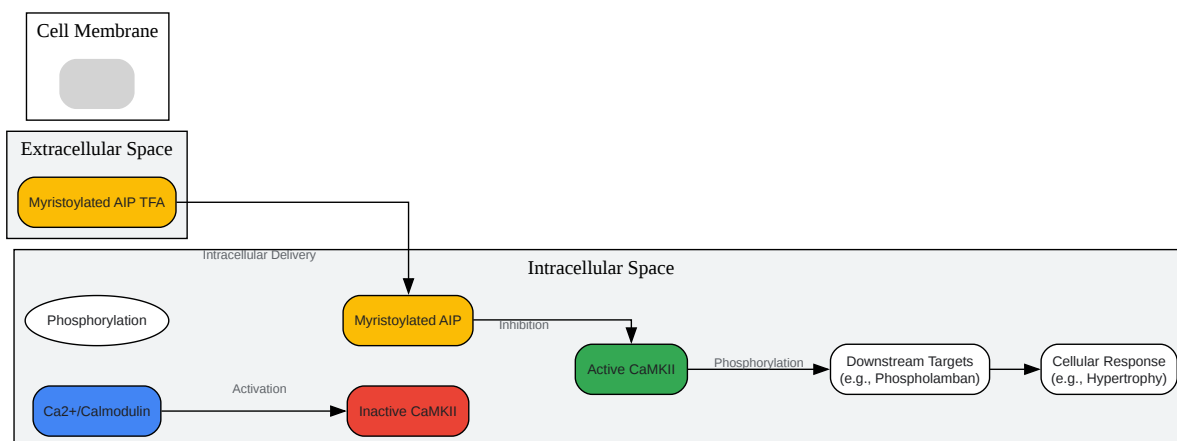 Cell Membrane
Extracellular Space
Myristoylated AIP TFA
Intracellular Delivery
Intracellular Space
Phosphorylation
Myristoylated AIP
Inhibition
Active CaMKII
Phosphorylation
Downstream Targets
(e.g., Phospholamban)
Cellular Response
(e.g., Hypertrophy)
Ca2+/Calmodulin
Activation
Inactive CaMKII